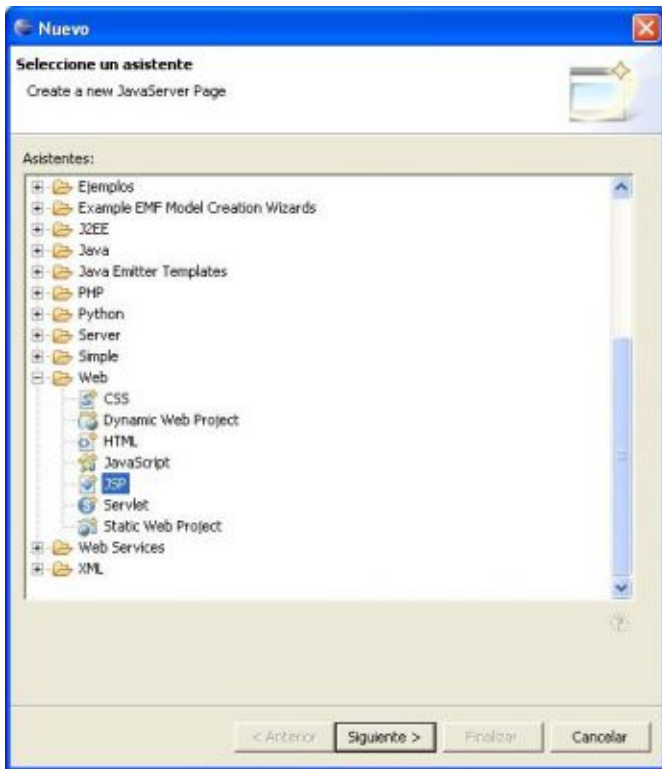 Nuevo
Seleccione un asistente
Create a new JavaServer Page
Asistentes:
Ejemplos
Example EMF Model Creation Wizards
J2EE
Java
Java Emitter Templates
PHP
Python
Server
Simple
Web
CSS
Dynamic Web Project
HTML
JavaScript
JSP
Servlet
Static Web Project
Web Services
XML
< Anterior Siguiente > Finalizar Cancelar